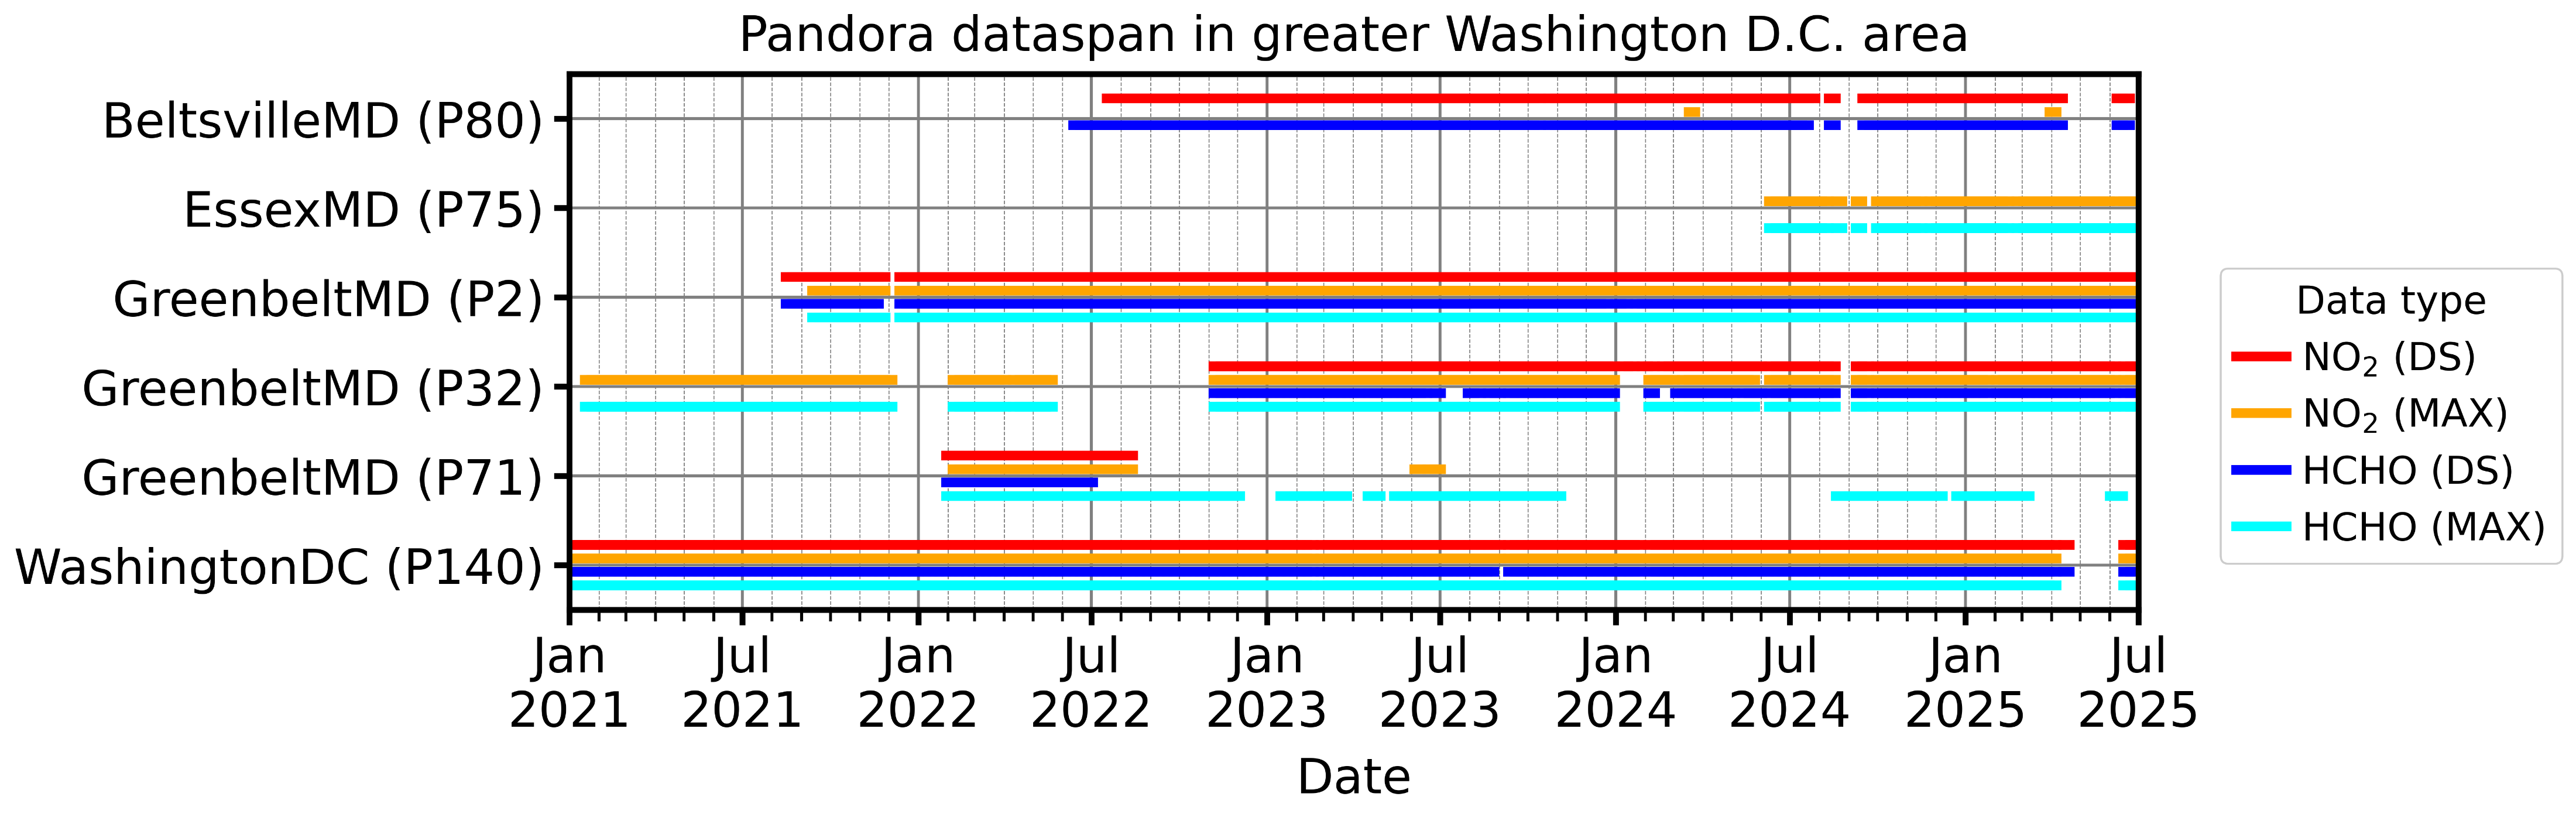 Pandora dataspan in greater Washington D.C. area
BeltsvilleMD (P80)
EssexMD (P75)
GreenbeltMD (P2)
GreenbeltMD (P32)
GreenbeltMD (P71)
WashingtonDC (P140)
Jan Jul Jan Jul Jan Jul Jan Jul Jan Jul
2021 2021 2022 2022 2023 2023 2024 2024 2025 2025
Date
Data type
NO₂ (DS)
NO₂ (MAX)
HCHO (DS)
HCHO (MAX)